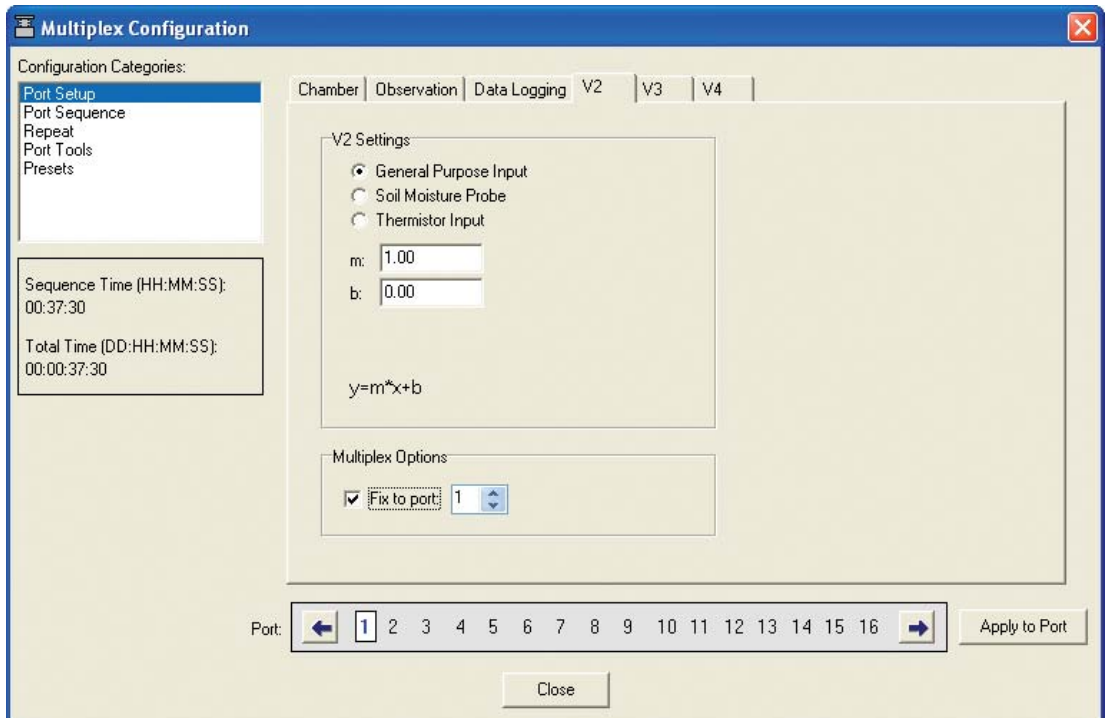 Multiplex Configuration
Configuration Categories:
Port Setup
Port Sequence
Repeat
Port Tools
Presets
Sequence Time (HH:MM:SS):
00:37:30
Total Time (DD:HH:MM:SS):
00:00:37:30
Chamber Observation Data Logging V2 V3 V4
V2 Settings
General Purpose Input
Soil Moisture Probe
Thermistor Input
m: 1.00
b: 0.00
y=m*x+b
Multiplex Options
Fix to port: 1
Port: 1 2 3 4 5 6 7 8 9 10 11 12 13 14 15 16 Apply to Port
Close